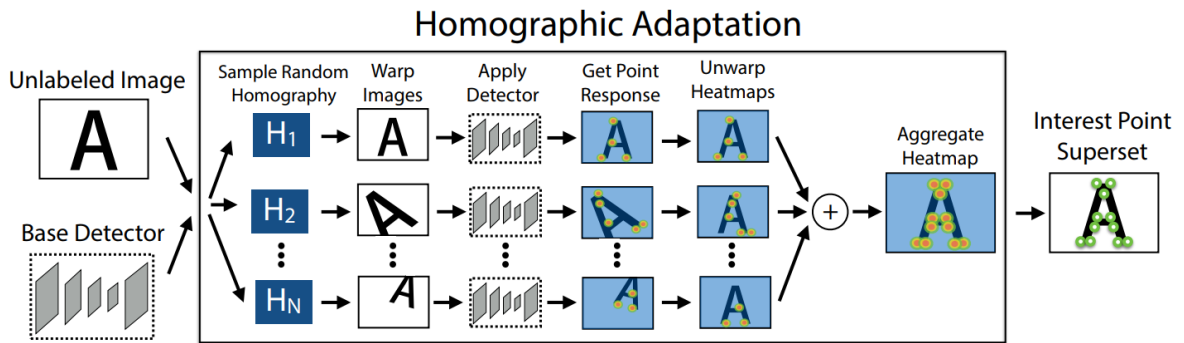 Homographic Adaptation
Unlabeled Image
A
Base Detector
Sample Random
Homography
Warp
Images
Apply
Detector
Get Point
Response
Unwarp
Heatmaps
H1
A
A
A
H2
A
A
A
HN
A
A
A
+
Aggregate
Heatmap
A
Interest Point
Superset
A